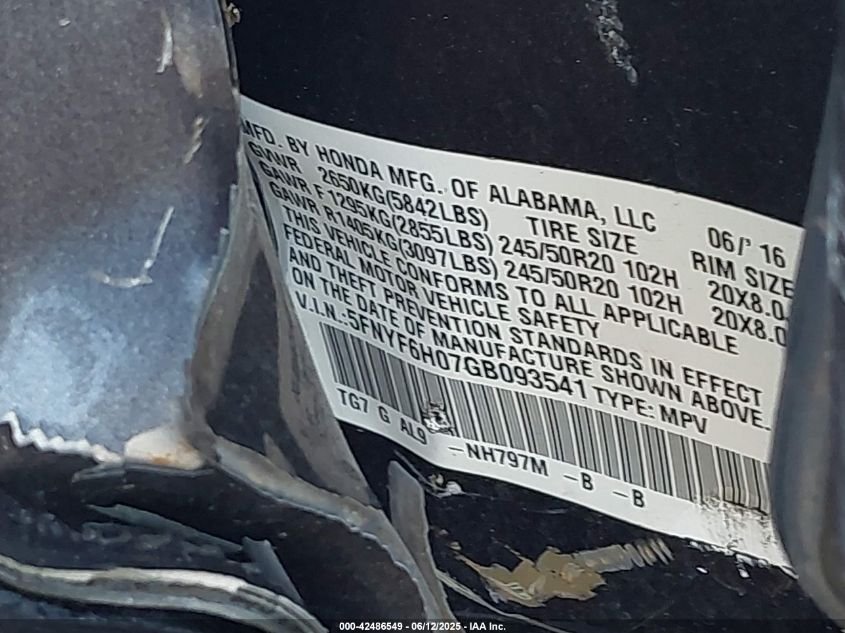 MFD. BY HONDA MFG. OF ALABAMA, LLC 06/' 16
GVWR 2650KG(5842LBS) TIRE SIZE RIM SIZE
GAWR F 1295KG(2855LBS) 245/50R20 102H 20X8.0
GAWR R 1405KG(3097LBS) 245/50R20 102H 20X8.0
THIS VEHICLE CONFORMS TO ALL APPLICABLE
FEDERAL MOTOR VEHICLE SAFETY
AND THEFT PREVENTION STANDARDS IN EFFECT
ON THE DATE OF MANUFACTURE SHOWN ABOVE.
V.I.N.:5FNYF6H07GB093541 TYPE: MPV
TG7 G AL9 -NH797M -B -B
000-42486549 - 06/12/2025 - IAA Inc.